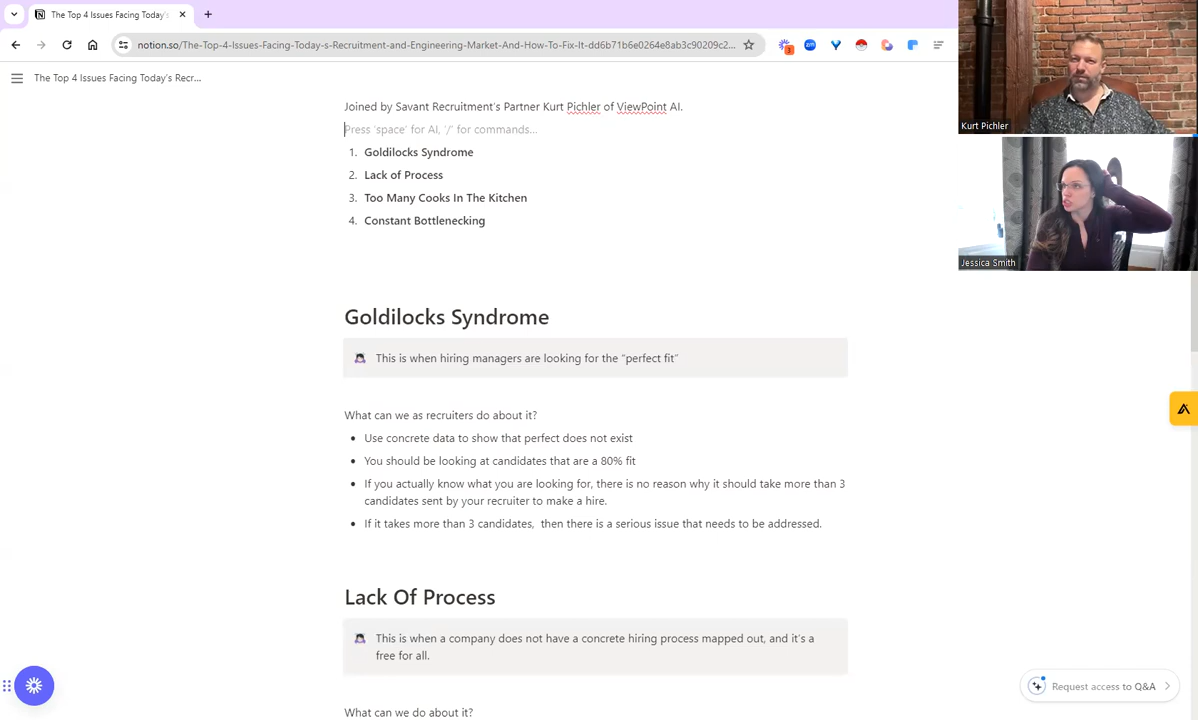 The Top 4 Issues Facing Today's
notion.so/The-Top-4-Issues-Facing-Today-s-Recruitment-and-Engineering-Market-And-How-To-Fix-It-dd6b71b6e0264e8ab3c90209c2...
3
The Top 4 Issues Facing Today's Recr...
Joined by Savant Recruitment's Partner Kurt Pichler of ViewPoint AI.
Press 'space' for AI, '/' for commands...
1. Goldilocks Syndrome
2. Lack of Process
3. Too Many Cooks In The Kitchen
4. Constant Bottlenecking
Goldilocks Syndrome
This is when hiring managers are looking for the "perfect fit"
What can we as recruiters do about it?
• Use concrete data to show that perfect does not exist
• You should be looking at candidates that are a 80% fit
• If you actually know what you are looking for, there is no reason why it should take more than 3
candidates sent by your recruiter to make a hire.
• If it takes more than 3 candidates, then there is a serious issue that needs to be addressed.
Lack Of Process
This is when a company does not have a concrete hiring process mapped out, and it's a
free for all.
What can we do about it?
Kurt Pichler
Jessica Smith
Request access to Q&A